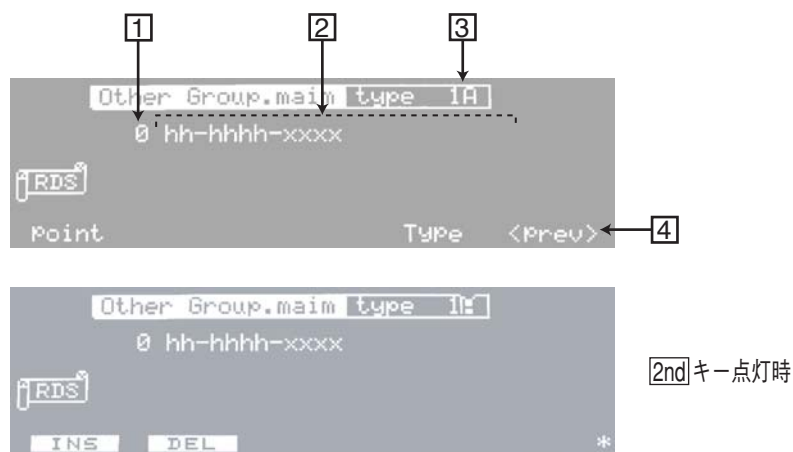 1 2 3
Other Group.maim type 1A
0 hh-hhhh-xxxx
RDS
Point Type <prev> 4
Other Group.maim type
0 hh-hhhh-xxxx
RDS
2ndキー点灯時
INS DEL *